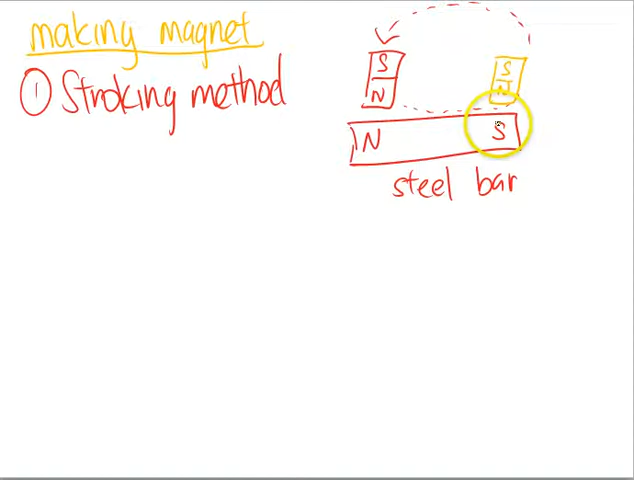 making magnet
① Stroking method
S
N
S
N
N
S
steel bar